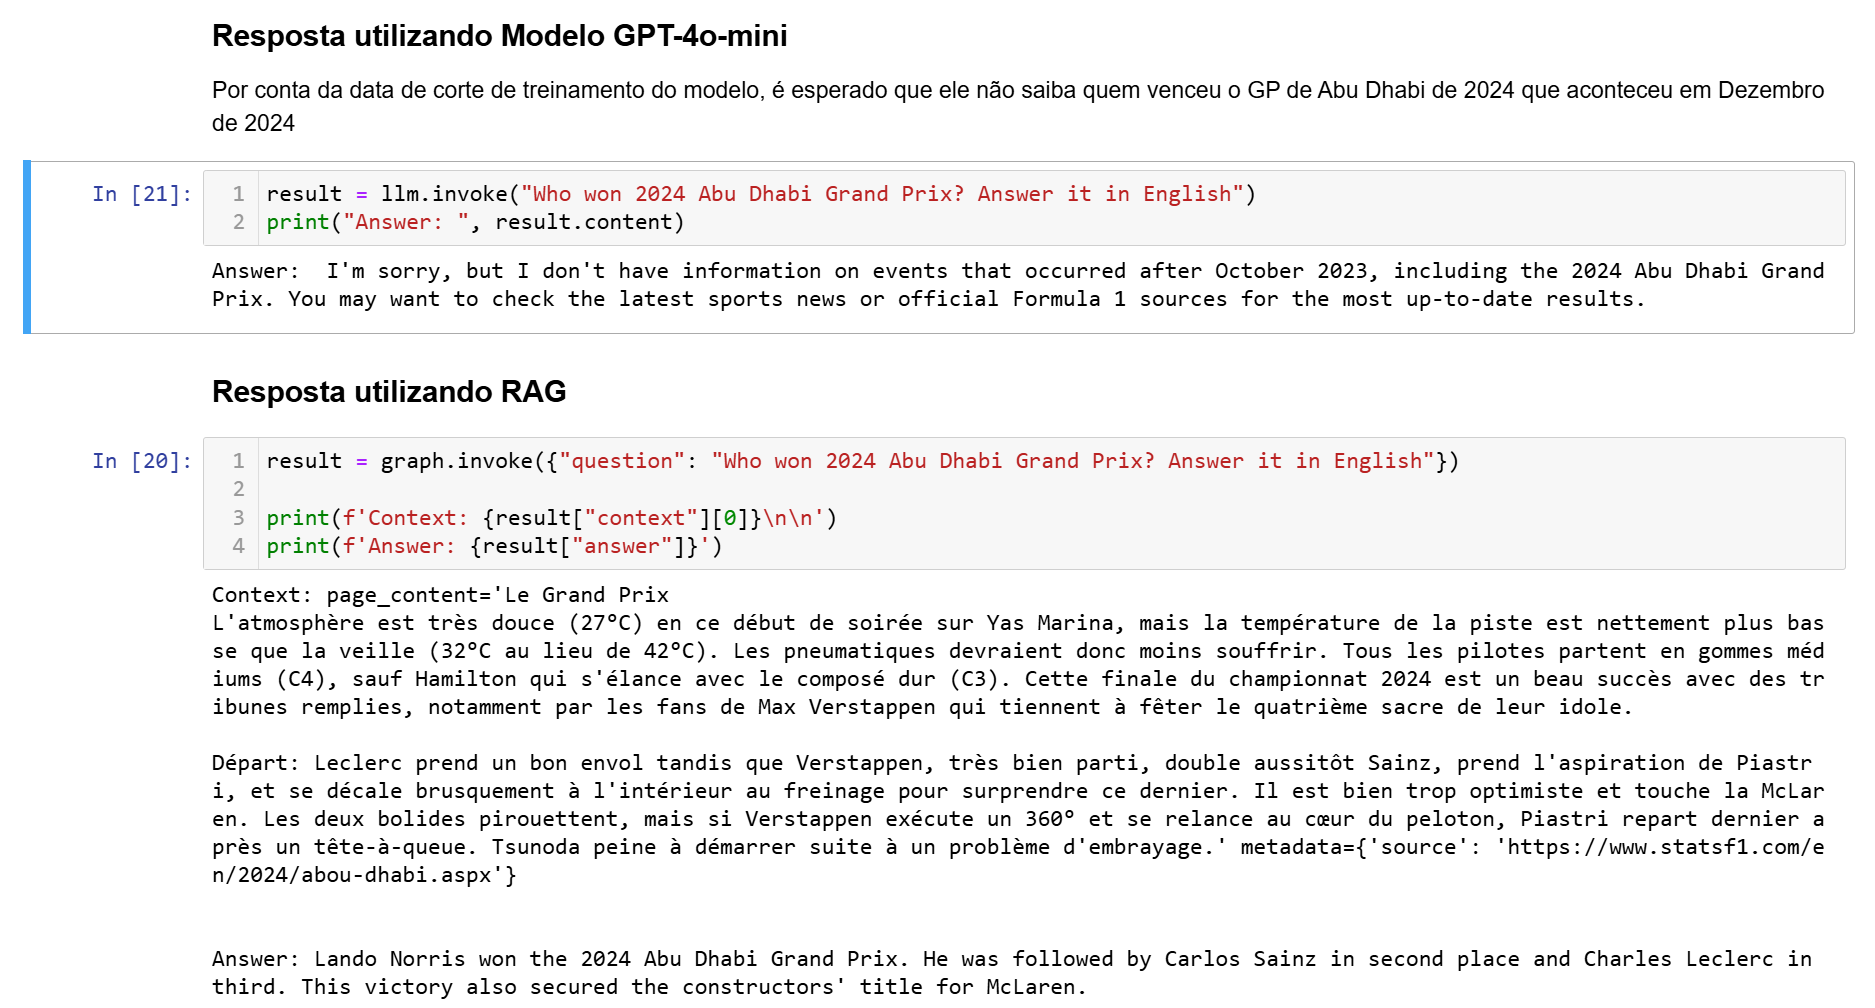 Resposta utilizando Modelo GPT-4o-mini
Por conta da data de corte de treinamento do modelo, é esperado que ele não saiba quem venceu o GP de Abu Dhabi de 2024 que aconteceu em Dezembro
de 2024
In [21]:
1 result = llm.invoke("Who won 2024 Abu Dhabi Grand Prix? Answer it in English")
2 print("Answer: ", result.content)
Answer:  I'm sorry, but I don't have information on events that occurred after October 2023, including the 2024 Abu Dhabi Grand
Prix. You may want to check the latest sports news or official Formula 1 sources for the most up-to-date results.
Resposta utilizando RAG
In [20]:
1 result = graph.invoke({"question": "Who won 2024 Abu Dhabi Grand Prix? Answer it in English"})
2
3 print(f'Context: {result["context"][0]}\n\n')
4 print(f'Answer: {result["answer"]}')
Context: page_content='Le Grand Prix
L'atmosphère est très douce (27°C) en ce début de soirée sur Yas Marina, mais la température de la piste est nettement plus bas
se que la veille (32°C au lieu de 42°C). Les pneumatiques devraient donc moins souffrir. Tous les pilotes partent en gommes méd
iums (C4), sauf Hamilton qui s'élance avec le composé dur (C3). Cette finale du championnat 2024 est un beau succès avec des tr
ibunes remplies, notamment par les fans de Max Verstappen qui tiennent à fêter le quatrième sacre de leur idole.
Départ: Leclerc prend un bon envol tandis que Verstappen, très bien parti, double aussitôt Sainz, prend l'aspiration de Piastr
i, et se décale brusquement à l'intérieur au freinage pour surprendre ce dernier. Il est bien trop optimiste et touche la McLar
en. Les deux bolides pirouettent, mais si Verstappen exécute un 360° et se relance au cœur du peloton, Piastri repart dernier a
près un tête-à-queue. Tsunoda peine à démarrer suite à un problème d'embrayage.' metadata={'source': 'https://www.statsf1.com/e
n/2024/abou-dhabi.aspx'}
Answer: Lando Norris won the 2024 Abu Dhabi Grand Prix. He was followed by Carlos Sainz in second place and Charles Leclerc in
third. This victory also secured the constructors' title for McLaren.